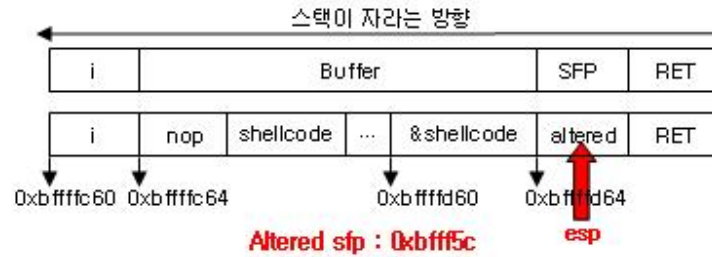 스택이 자라는 방향
i Buffer SFP RET
i nop shellcode ... &shellcode altered RET
0xbffffc60 0xbffffc64 0xbffffd60 0xbffffd64
Altered sfp : 0xbfff5c esp